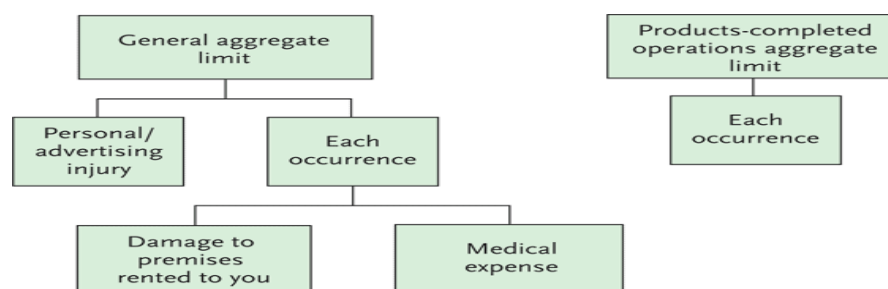 General aggregate
limit
Products-completed
operations aggregate
limit
Personal/
advertising
injury
Each
occurrence
Each
occurrence
Damage to
premises
rented to you
Medical
expense